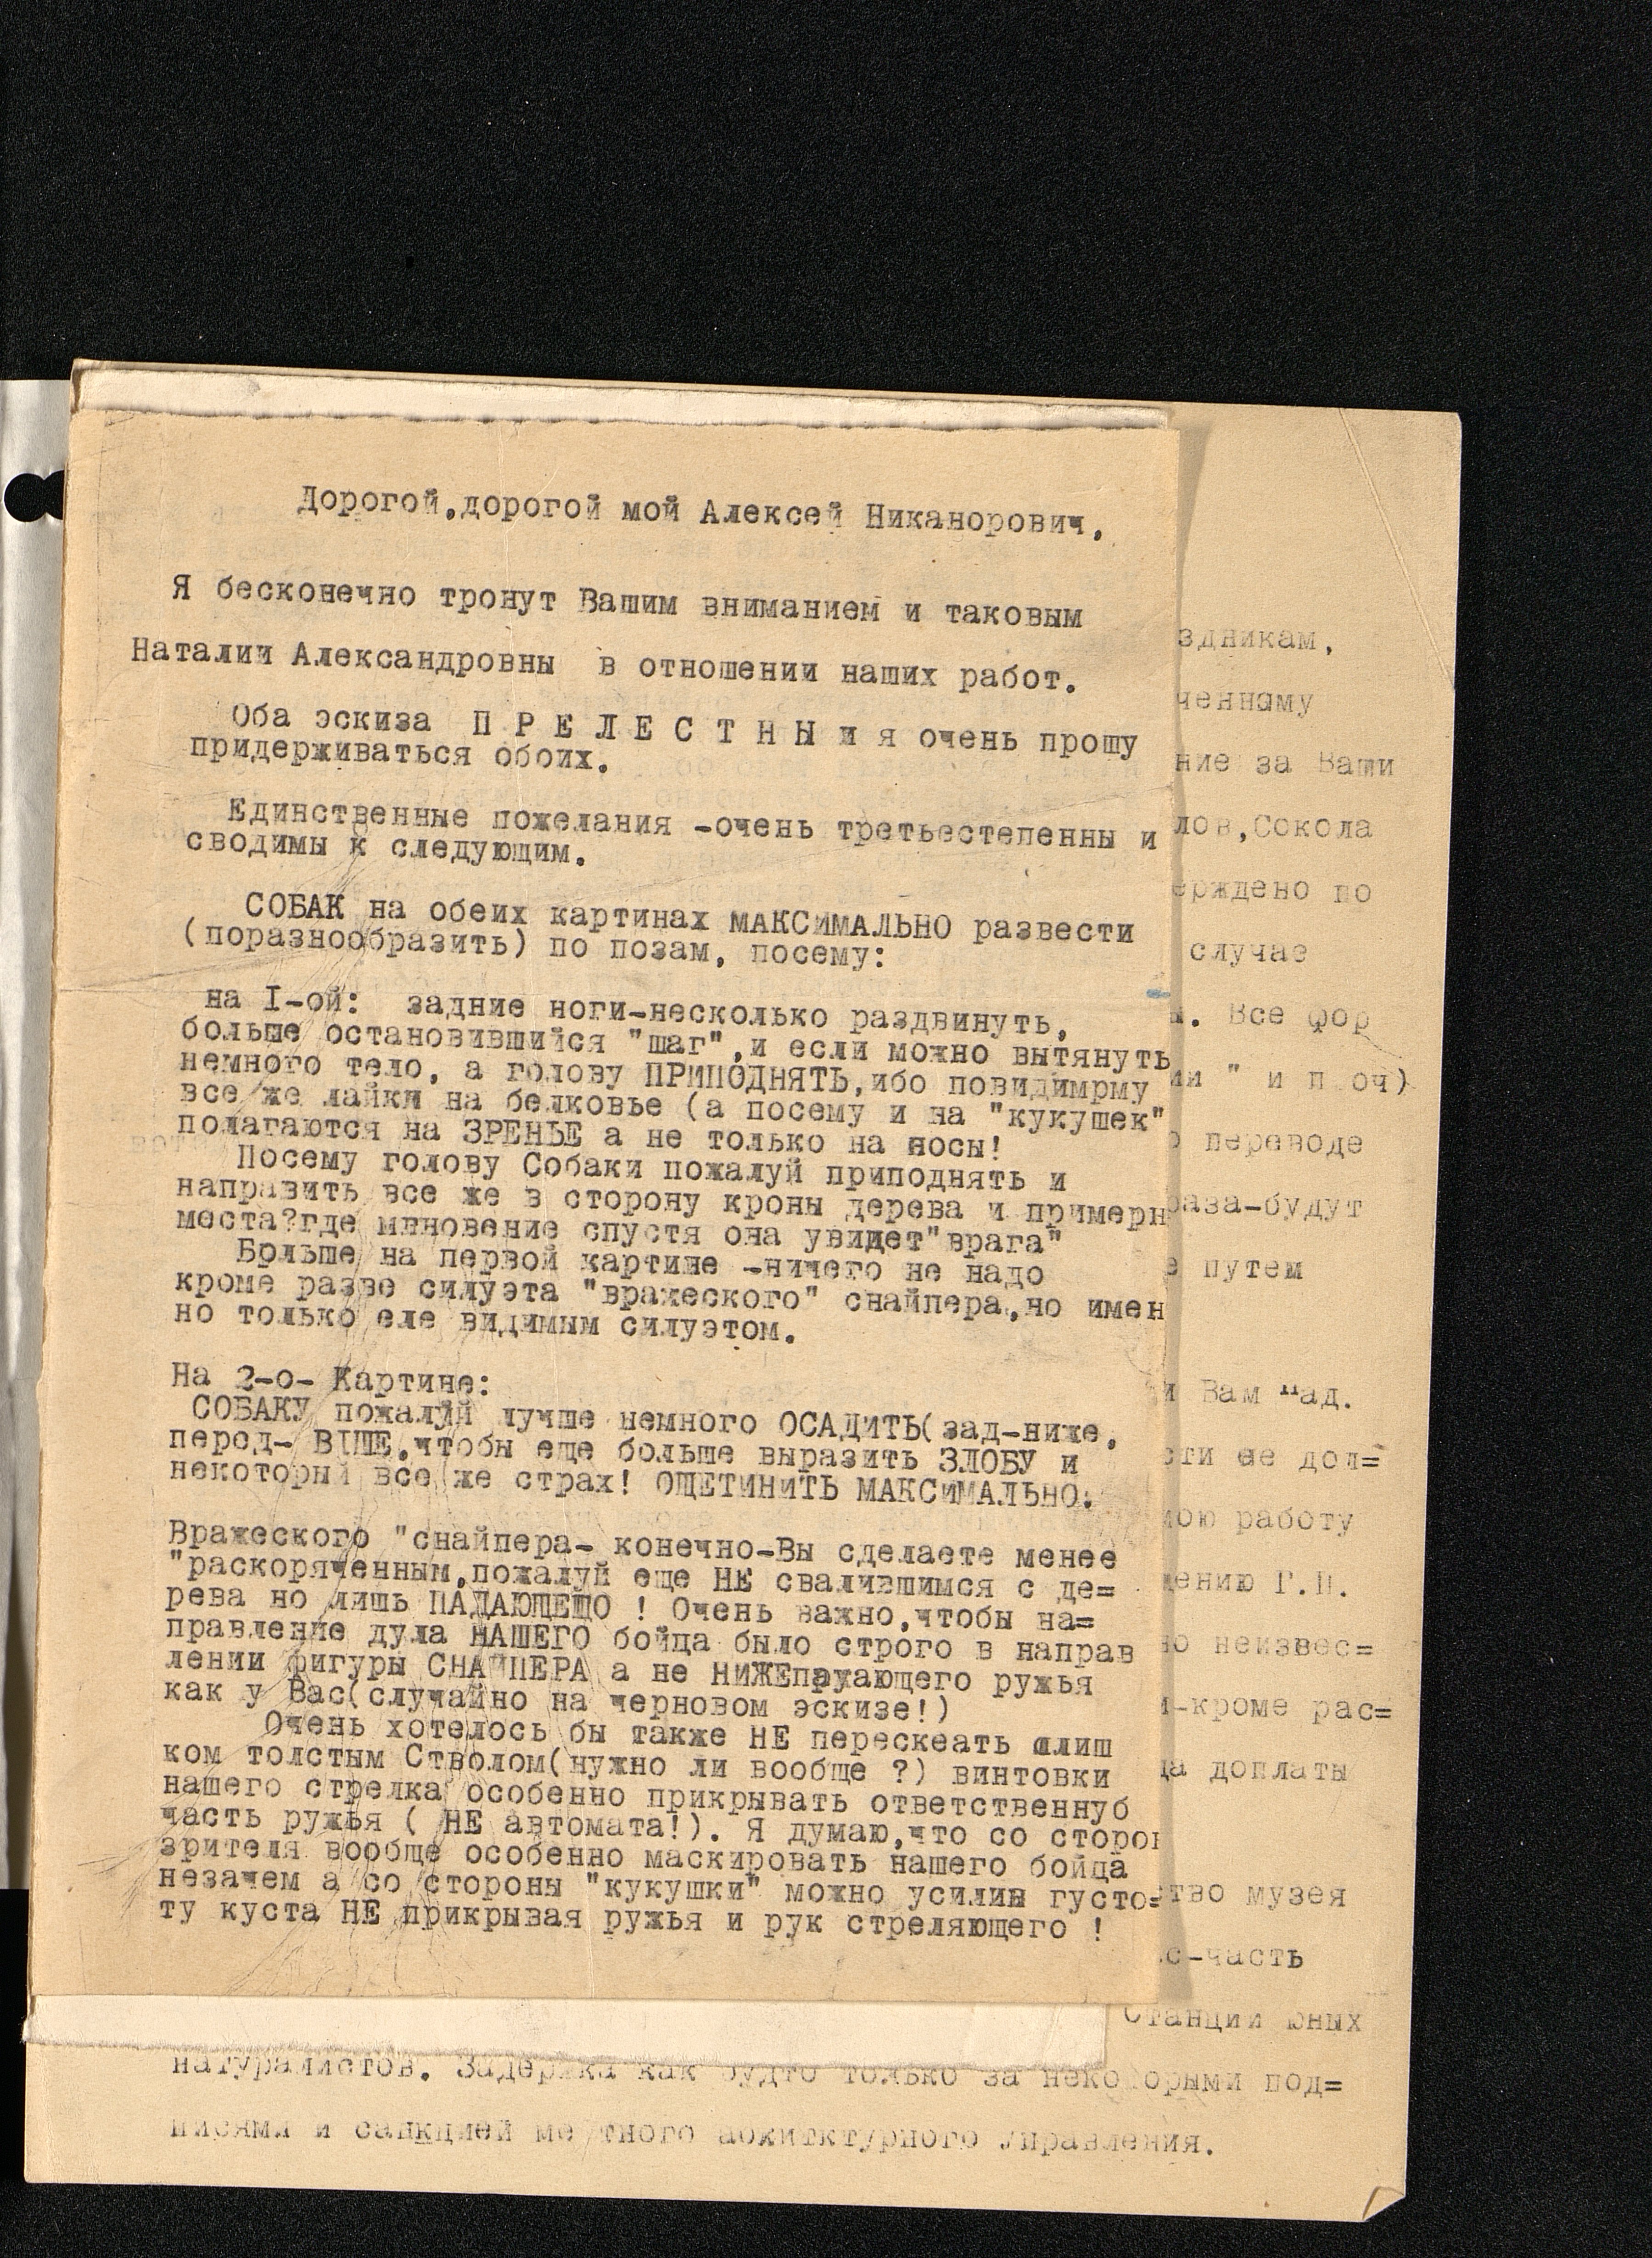 Дорогой,дорогой мой Алексей Никанорович,
Я бесконечно тронут Вашим вниманием и таковым
Наталии Александровны в отношении наших работ.
Оба эскиза П Р Е Л Е С Т Н Ы и я очень прошу
придерживаться обоих.
Единственные пожелания -очень третьестепенны и
сводимы к следующим.
СОБАК на обеих картинах МАКСиМАЛЬНО развести
(поразнообразить) по позам, посему:
на I-ой: задние ноги-несколько раздвинуть,
больше остановившийся "шаг",и если можно вытянуть
немного тело, а голову ПРИПОДНЯТЬ,ибо повидимрму
все же лайки на белковье (а посему и на "кукушек"
полагаются на ЗРЕНЬЕ а не только на носы!
Посему голову Собаки пожалуй приподнять и
направить все же в сторону кроны дерева и примерн
места?где мнновение спустя она увидет"врага"
Больше на первой картине -ничего не надо
кроме разве силуэта "вражеского" снайпера,но имен
но только еле видимым силуэтом.
На 2-о- Картине:
СОБАКУ пожалуй лучше немного ОСАДИТЬ(зад-ниже,
перед- ВIШЕ,чтобы еще больше выразить ЗЛОБУ и
некоторый все же страх! ОЩЕТИНИТЬ МАКСиМАЛЬНО.
Вражеского "снайпера- конечно-Вы сделаете менее
"раскоряченным,пожалуй еще НЕ свалившимся с де=
рева но лишь ПАДАЮЩЕЩО ! Очень важно,чтобы на=
правление дула НАШЕГО бойца было строго в направ
лении фигуры СНАЙПЕРА а не НИЖЕ ружья
как у Вас(случайно на черновом эскизе!)
Очень хотелось бы также НЕ перескеать слиш
ком толстым Стволом(нужно ли вообще ?) винтовки
нашего стрелка особенно прикрывать ответственнуб
часть ружья ( НЕ автомата!). Я думаю,что со сторон
зрителя вообще особенно маскировать нашего бойца
незачем а со стороны "кукушки" можно усилив густо=
ту куста НЕ прикрывая ружья и рук стреляющего !
здникам,
ченному
ние за Ваши
лов,Сокола
ерждено по
случае
Все фор
ии " и п оч)
переводе
раза-будут
путем
и Вам над.
сти ее дол=
мою работу
дению Г.П.
но неизвес=
и-кроме рас=
да доплаты
тво музея
с-часть
Станции юных
натуралистов. Задержка как будто только за некоторыми под=
писями и санкцией ме тного аохитктурного управления.